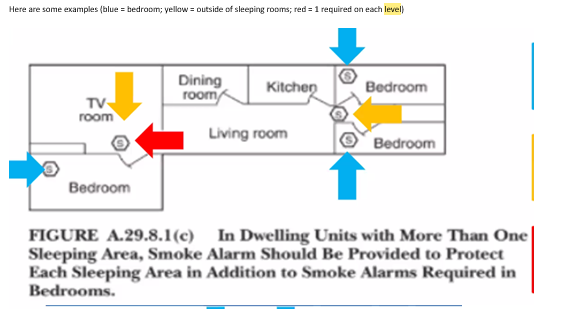 Here are some examples (blue = bedroom; yellow = outside of sleeping rooms; red = 1 required on each level)
Dining
room
Kitchen
S
Bedroom
TV
room
S
S
Living room
S
Bedroom
S
Bedroom
FIGURE A.29.8.1(c) In Dwelling Units with More Than One
Sleeping Area, Smoke Alarm Should Be Provided to Protect
Each Sleeping Area in Addition to Smoke Alarms Required in
Bedrooms.